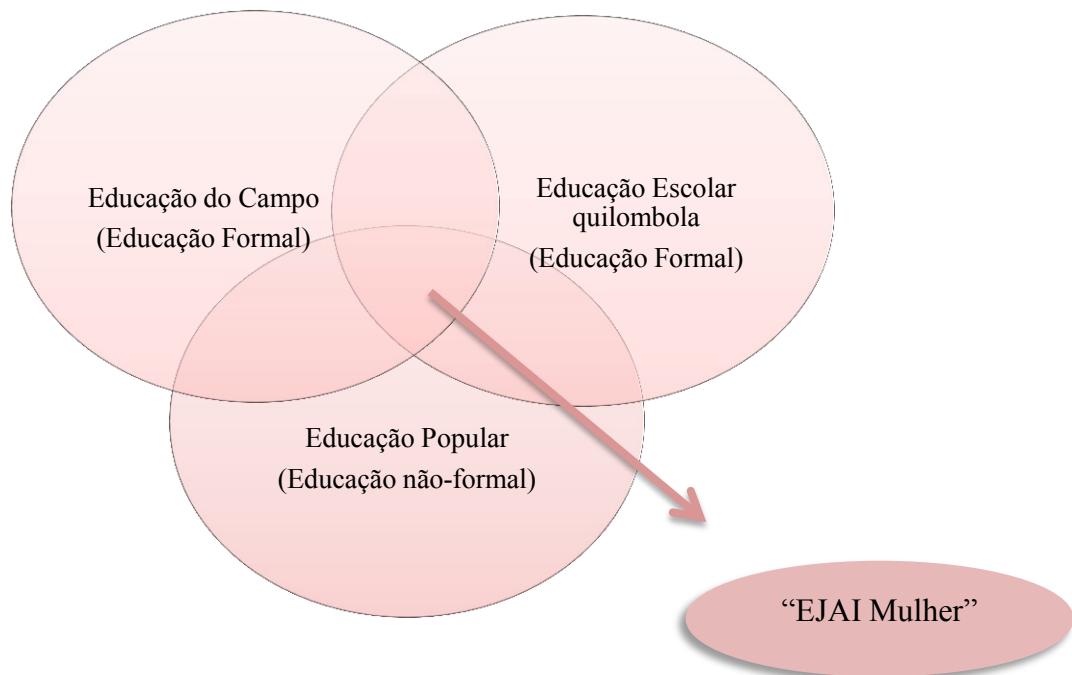 Educação do Campo
(Educação Formal)
Educação Escolar
quilombola
(Educação Formal)
Educação Popular
(Educação não-formal)
“EJAI Mulher”